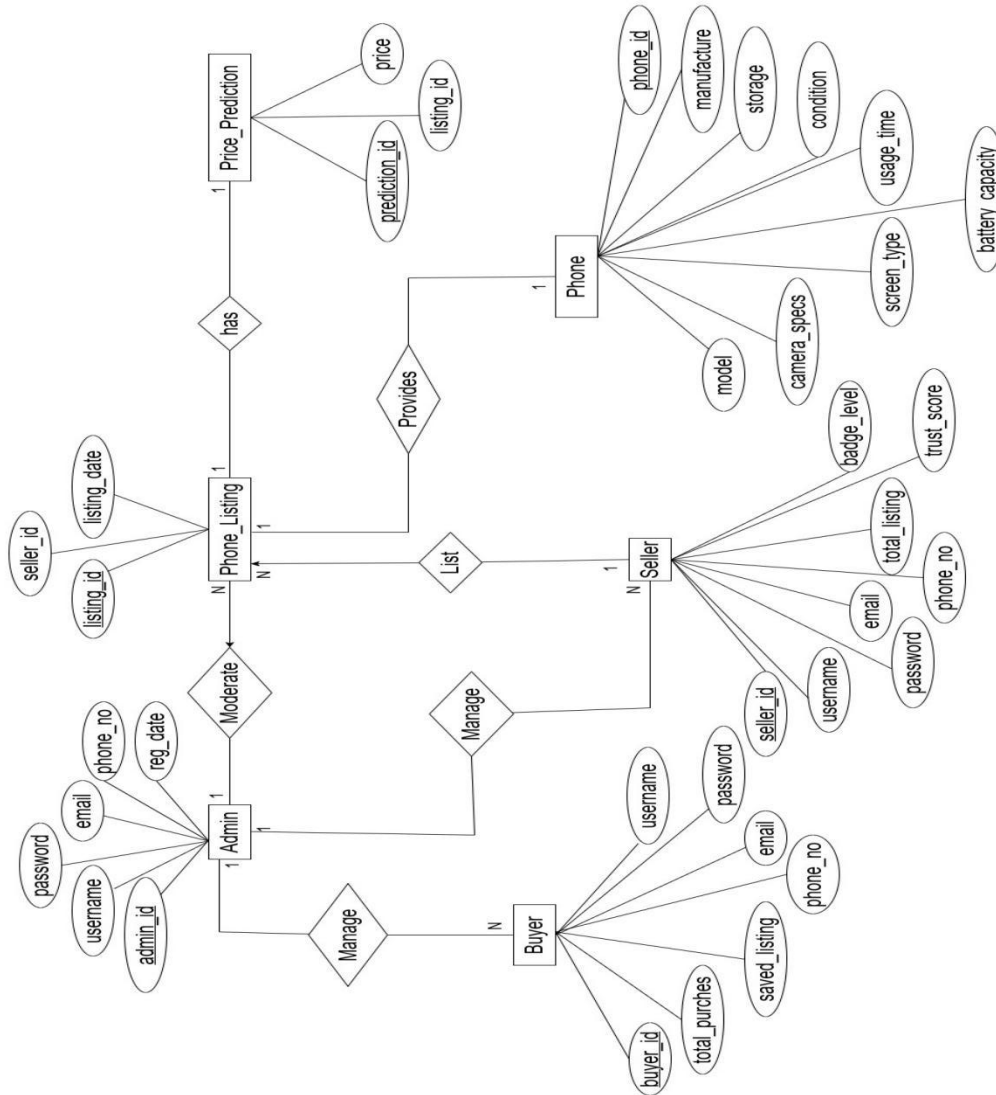 password
email
phone_no
username
reg_date
admin_id
Admin
1
1
1
Moderate
N
seller_id
listing_date
listing_id
Phone_Listing
1
1
N
has
1
Price_Prediction
price
listing_id
prediction_id
Manage
N
Buyer
username
password
email
phone_no
saved_listing
total_purches
buyer_id
Manage
N
List
1
Seller
seller_id
username
password
email
phone_no
total_listing
trust_score
badge_level
Provides
1
Phone
phone_id
manufacture
storage
condition
usage_time
battery_capacity
screen_type
camera_specs
model